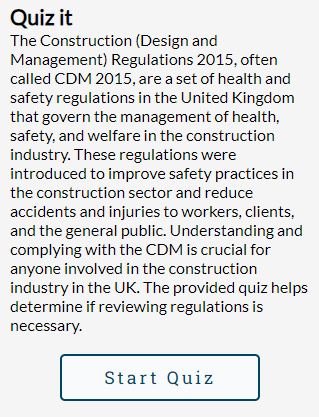 Quiz it
The Construction (Design and
Management) Regulations 2015, often
called CDM 2015, are a set of health and
safety regulations in the United Kingdom
that govern the management of health,
safety, and welfare in the construction
industry. These regulations were
introduced to improve safety practices in
the construction sector and reduce
accidents and injuries to workers, clients,
and the general public. Understanding and
complying with the CDM is crucial for
anyone involved in the construction
industry in the UK. The provided quiz helps
determine if reviewing regulations is
necessary.
Start Quiz